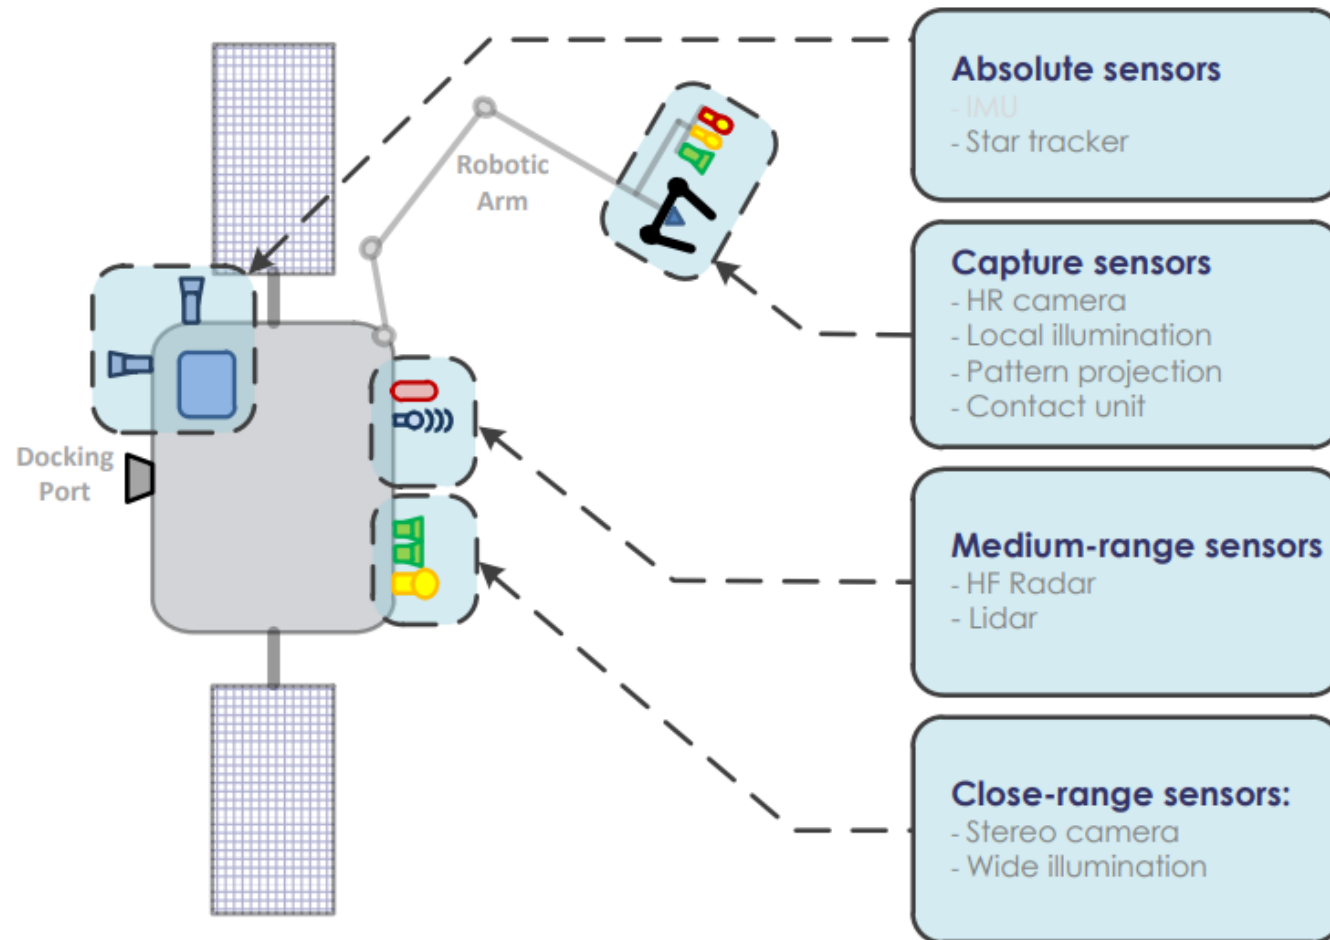 Absolute sensors
- IMU
- Star tracker
Robotic
Arm
Capture sensors
- HR camera
- Local illumination
- Pattern projection
- Contact unit
Docking
Port
Medium-range sensors
- HF Radar
- Lidar
Close-range sensors:
- Stereo camera
- Wide illumination